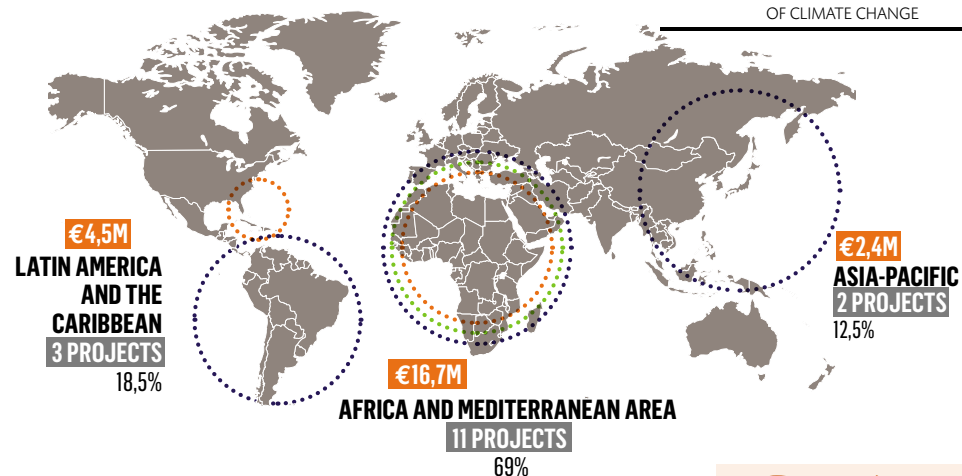 OF CLIMATE CHANGE
€4,5M
LATIN AMERICA
AND THE
CARIBBEAN
3 PROJECTS
18,5%
€16,7M
AFRICA AND MEDITERRANEAN AREA
11 PROJECTS
69%
€2,4M
ASIA-PACIFIC
2 PROJECTS
12,5%